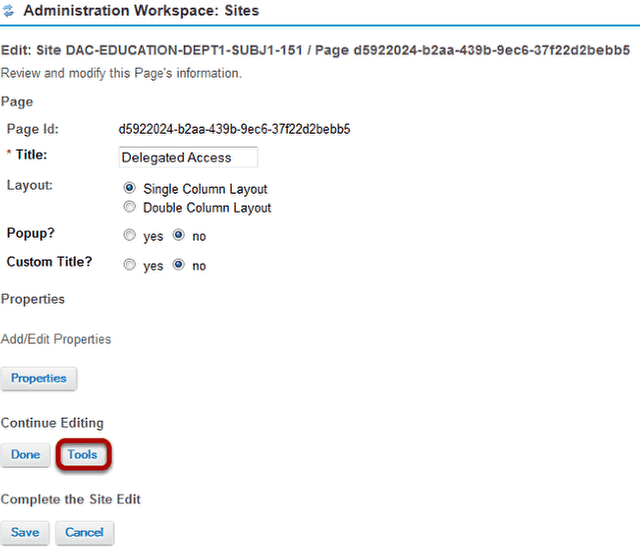 Administration Workspace: Sites
Edit: Site DAC-EDUCATION-DEPT1-SUBJ1-151 / Page d5922024-b2aa-439b-9ec6-37f22d2bebb5
Review and modify this Page's information.
Page
Page Id: d5922024-b2aa-439b-9ec6-37f22d2bebb5
* Title: Delegated Access
Layout: Single Column Layout
Double Column Layout
Popup? yes no
Custom Title? yes no
Properties
Add/Edit Properties
Properties
Continue Editing
Done Tools
Complete the Site Edit
Save Cancel